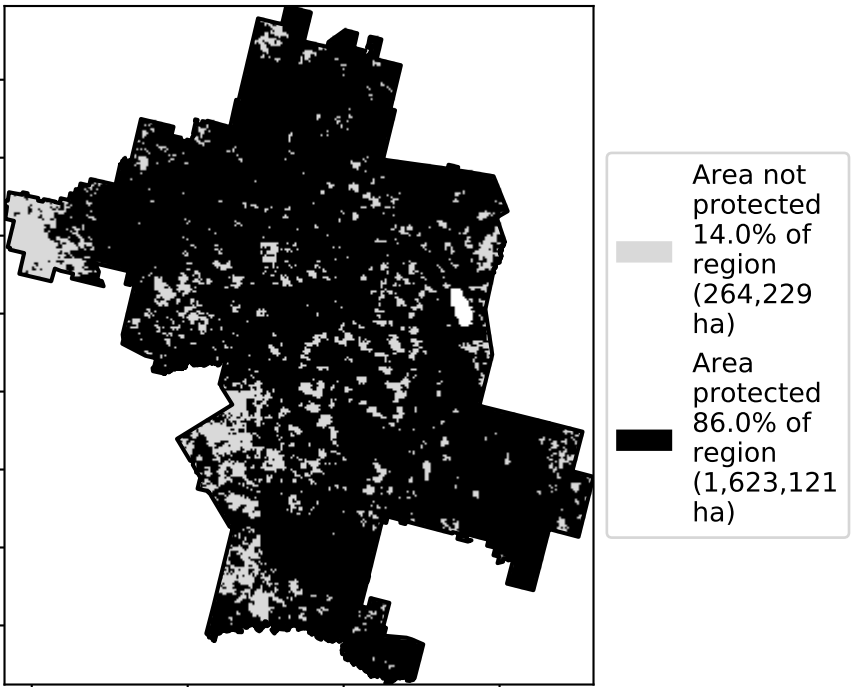 Area not
protected
14.0% of
region
(264,229
ha)
Area
protected
86.0% of
region
(1,623,121
ha)